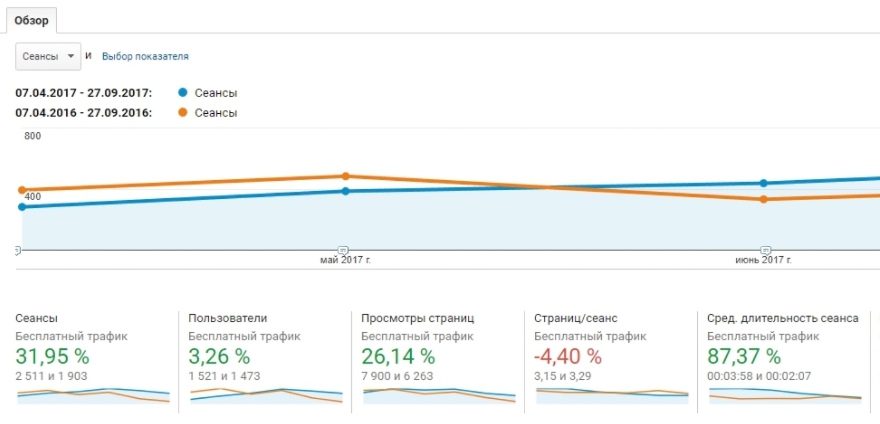 Обзор
Сеансы и Выбор показателя
07.04.2017 - 27.09.2017: Сеансы
07.04.2016 - 27.09.2016: Сеансы
800
400
май 2017 г. июнь 2017 г.
Сеансы Пользователи Просмотры страниц Страниц/сеанс Сред. длительность сеанса
Бесплатный трафик Бесплатный трафик Бесплатный трафик Бесплатный трафик Бесплатный трафик
31,95 % 3,26 % 26,14 % -4,40 % 87,37 %
2 511 и 1 903 1 521 и 1 473 7 900 и 6 263 3,15 и 3,29 00:03:58 и 00:02:07